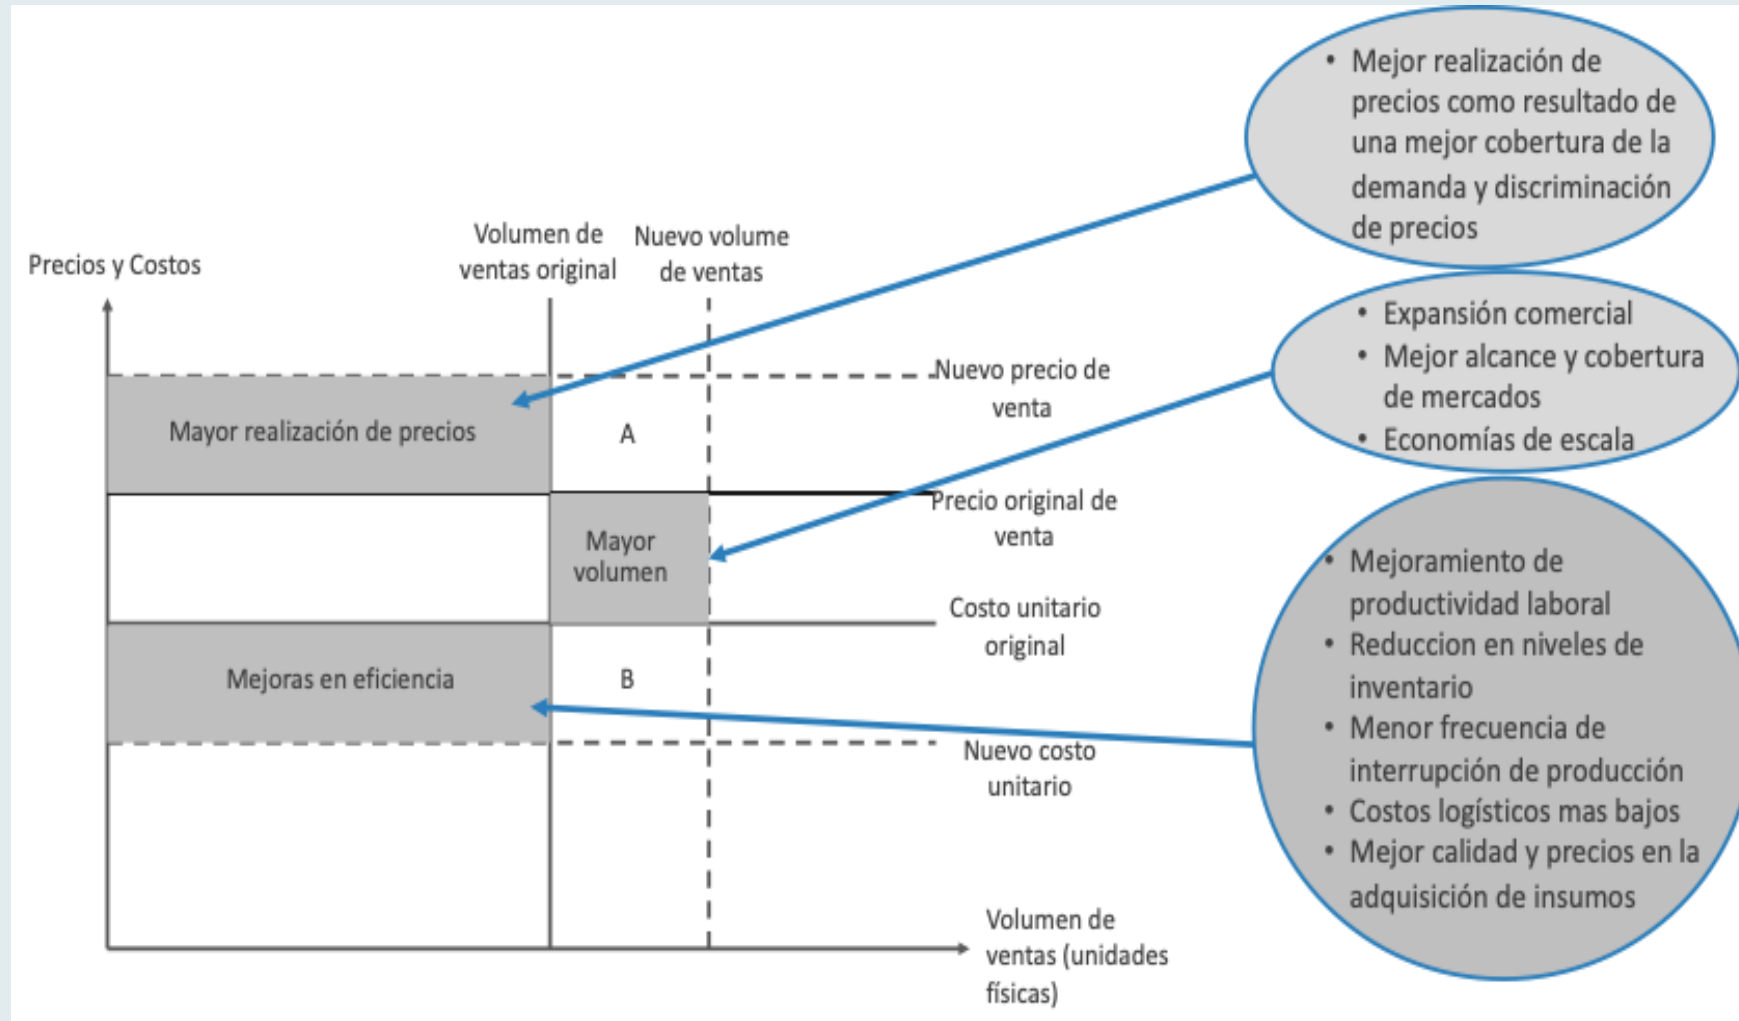 Precios y Costos
Volumen de
ventas original
Nuevo volume
de ventas
Mayor realización de precios
A
Nuevo precio de
venta
Mayor
volumen
Precio original de
venta
Costo unitario
original
Mejoras en eficiencia
B
Nuevo costo
unitario
Volumen de
ventas (unidades
físicas)
• Mejor realización de
precios como resultado de
una mejor cobertura de la
demanda y discriminación
de precios
• Expansión comercial
• Mejor alcance y cobertura
de mercados
• Economías de escala
• Mejoramiento de
productividad laboral
• Reduccion en niveles de
inventario
• Menor frecuencia de
interrupción de producción
• Costos logísticos mas bajos
• Mejor calidad y precios en la
adquisición de insumos